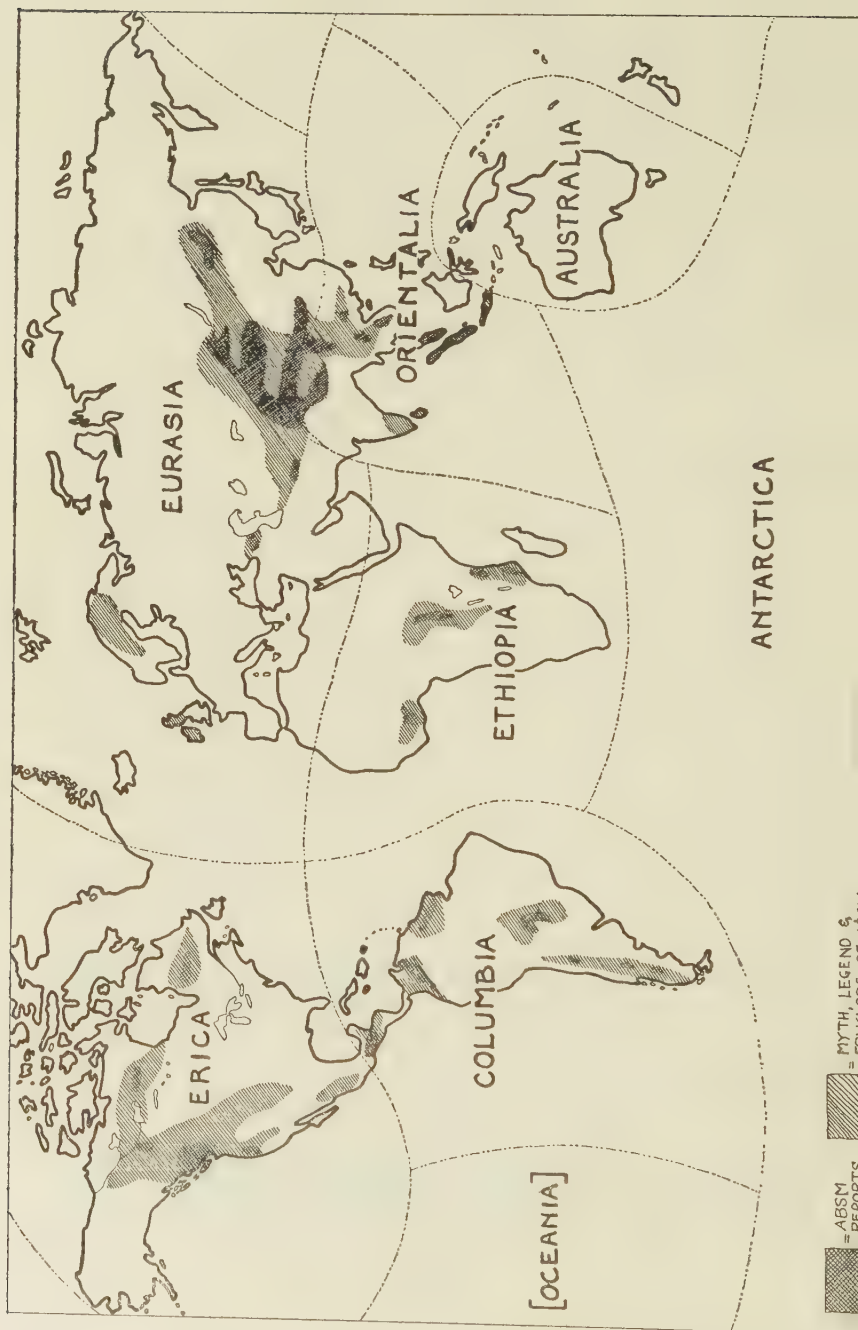 EURASIA
ERICA
ORIENTALIA
AUSTRALIA
ETHIOPIA
COLUMBIA
[OCEANIA]
ANTARCTICA
= ABSM
REPORTS
= MYTH, LEGEND &